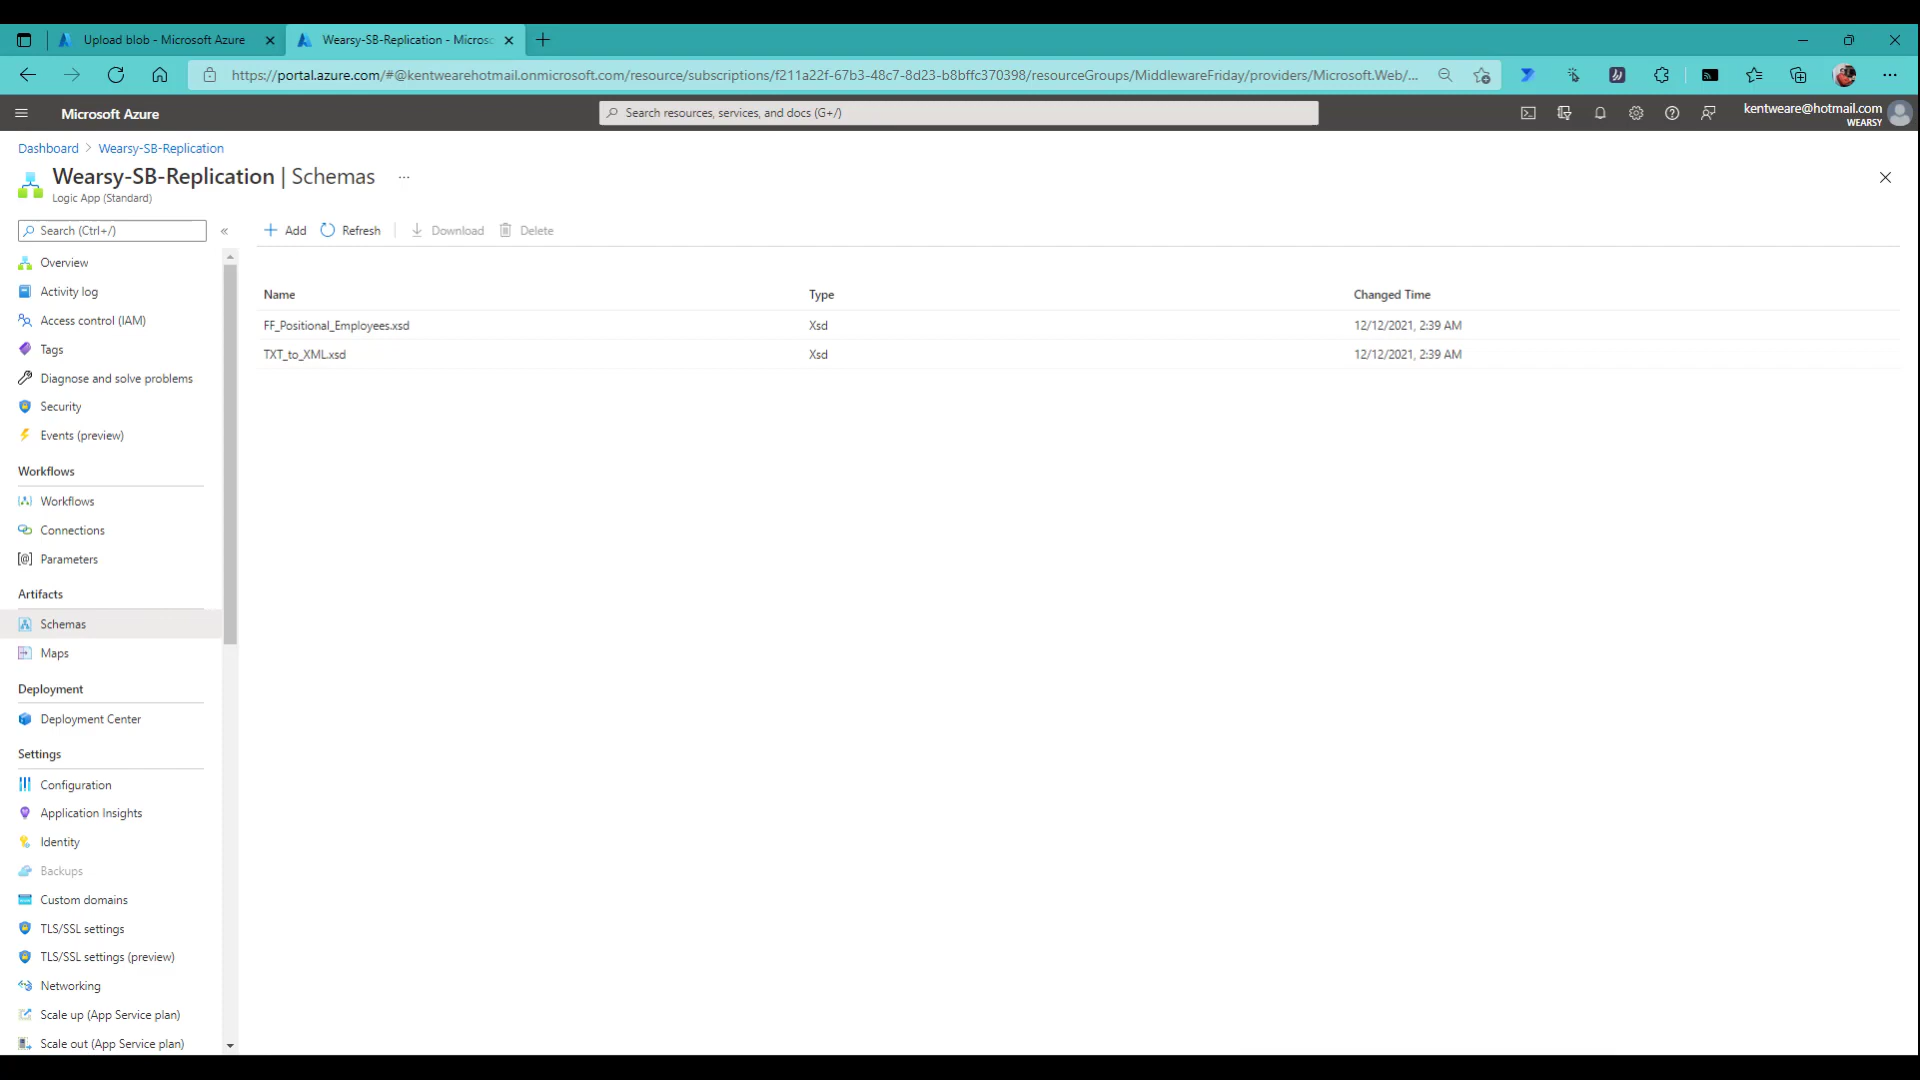 Upload blob - Microsoft Azure
Wearsy-SB-Replication - Micros
https://portal.azure.com/#@kentwearehotmail.onmicrosoft.com/resource/subscriptions/f211a22f-67b3-48c7-8d23-b8bffc370398/resourceGroups/MiddlewareFriday/providers/Microsoft.Web/...
Microsoft Azure
Search resources, services, and docs (G+/)
kentweare@hotmail.com
WEARSY
Dashboard > Wearsy-SB-Replication
Wearsy-SB-Replication | Schemas ...
Logic App (Standard)
Search (Ctrl+/)
«
Add
Refresh
Download
Delete
Overview
Activity log
Access control (IAM)
Tags
Diagnose and solve problems
Security
Events (preview)
Workflows
Workflows
Connections
Parameters
Artifacts
Schemas
Maps
Deployment
Deployment Center
Settings
Configuration
Application Insights
Identity
Backups
Custom domains
TLS/SSL settings
TLS/SSL settings (preview)
Networking
Scale up (App Service plan)
Scale out (App Service plan)
Name Type Changed Time
FF_Positional_Employees.xsd Xsd 12/12/2021, 2:39 AM
TXT_to_XML.xsd Xsd 12/12/2021, 2:39 AM